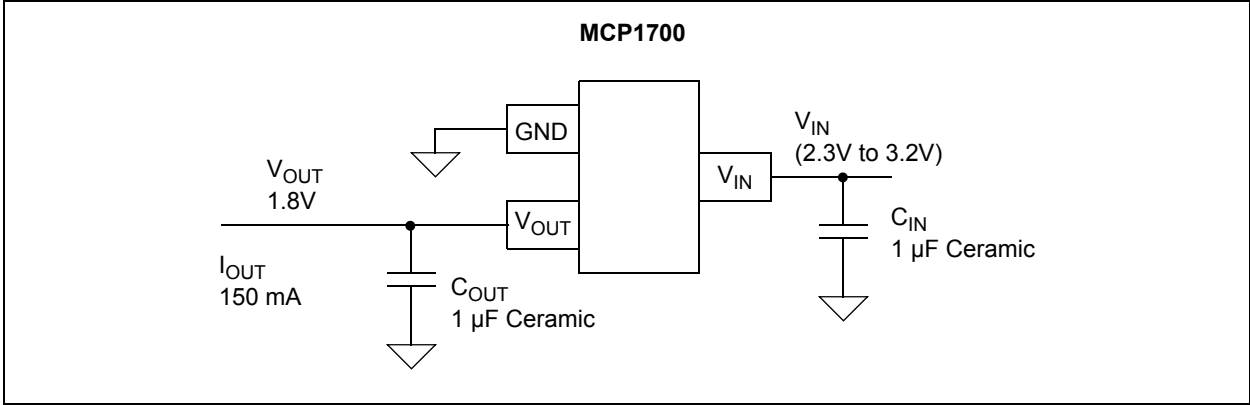 MCP1700
GND
VIN
(2.3V to 3.2V)
VOUT
1.8V
VIN
VOUT
CIN
1 µF Ceramic
IOUT
150 mA
COUT
1 µF Ceramic